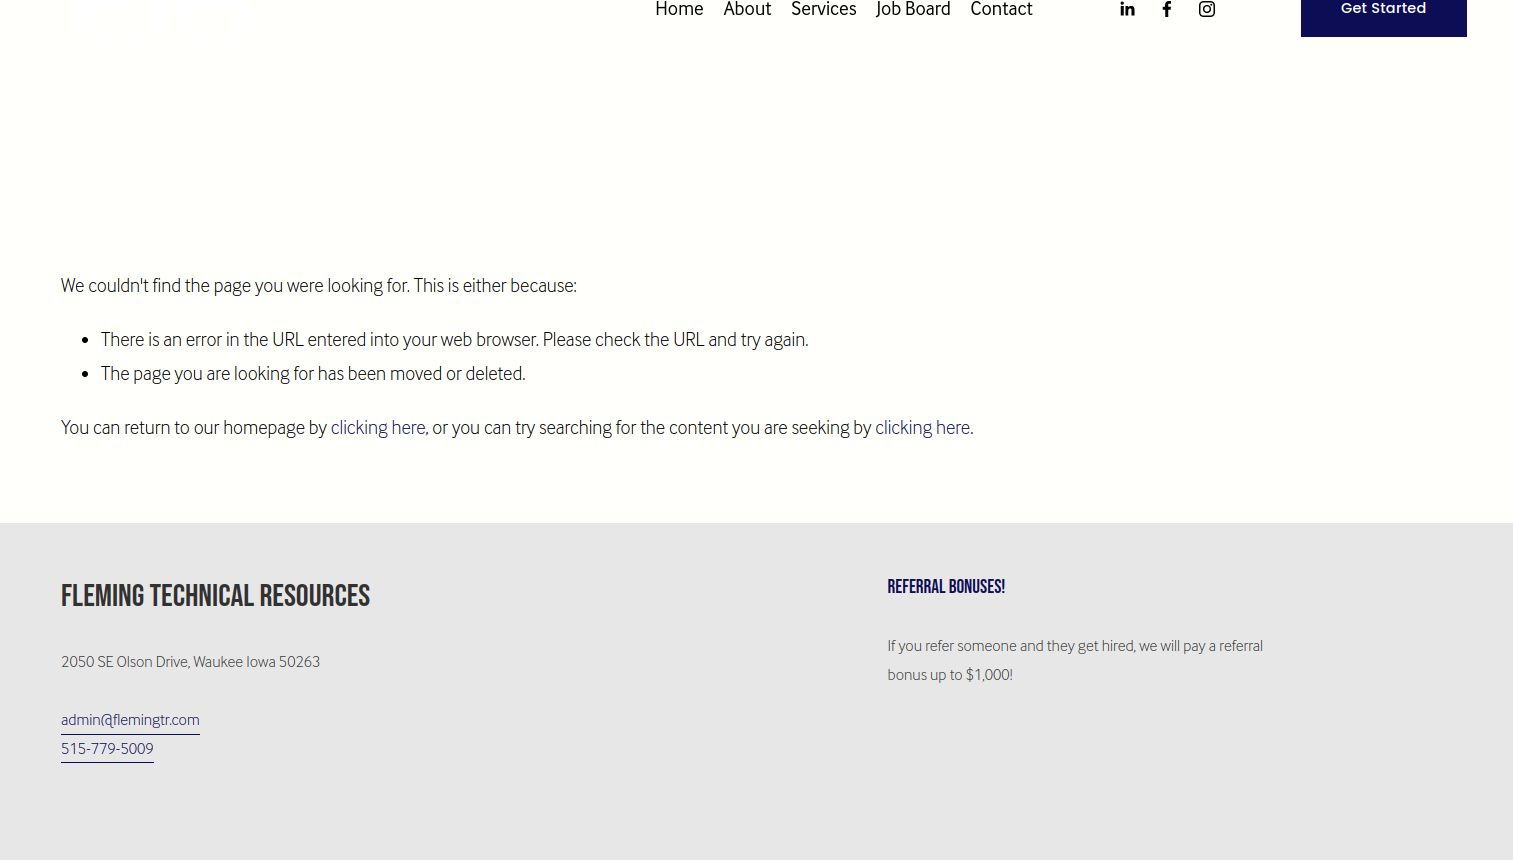 Home About Services Job Board Contact Get Started
We couldn't find the page you were looking for. This is either because:
There is an error in the URL entered into your web browser. Please check the URL and try again.
The page you are looking for has been moved or deleted.
You can return to our homepage by clicking here, or you can try searching for the content you are seeking by clicking here.
FLEMING TECHNICAL RESOURCES
2050 SE Olson Drive, Waukee Iowa 50263
admin@flemingtr.com
515-779-5009
REFERRAL BONUSES!
If you refer someone and they get hired, we will pay a referral
bonus up to $1,000!